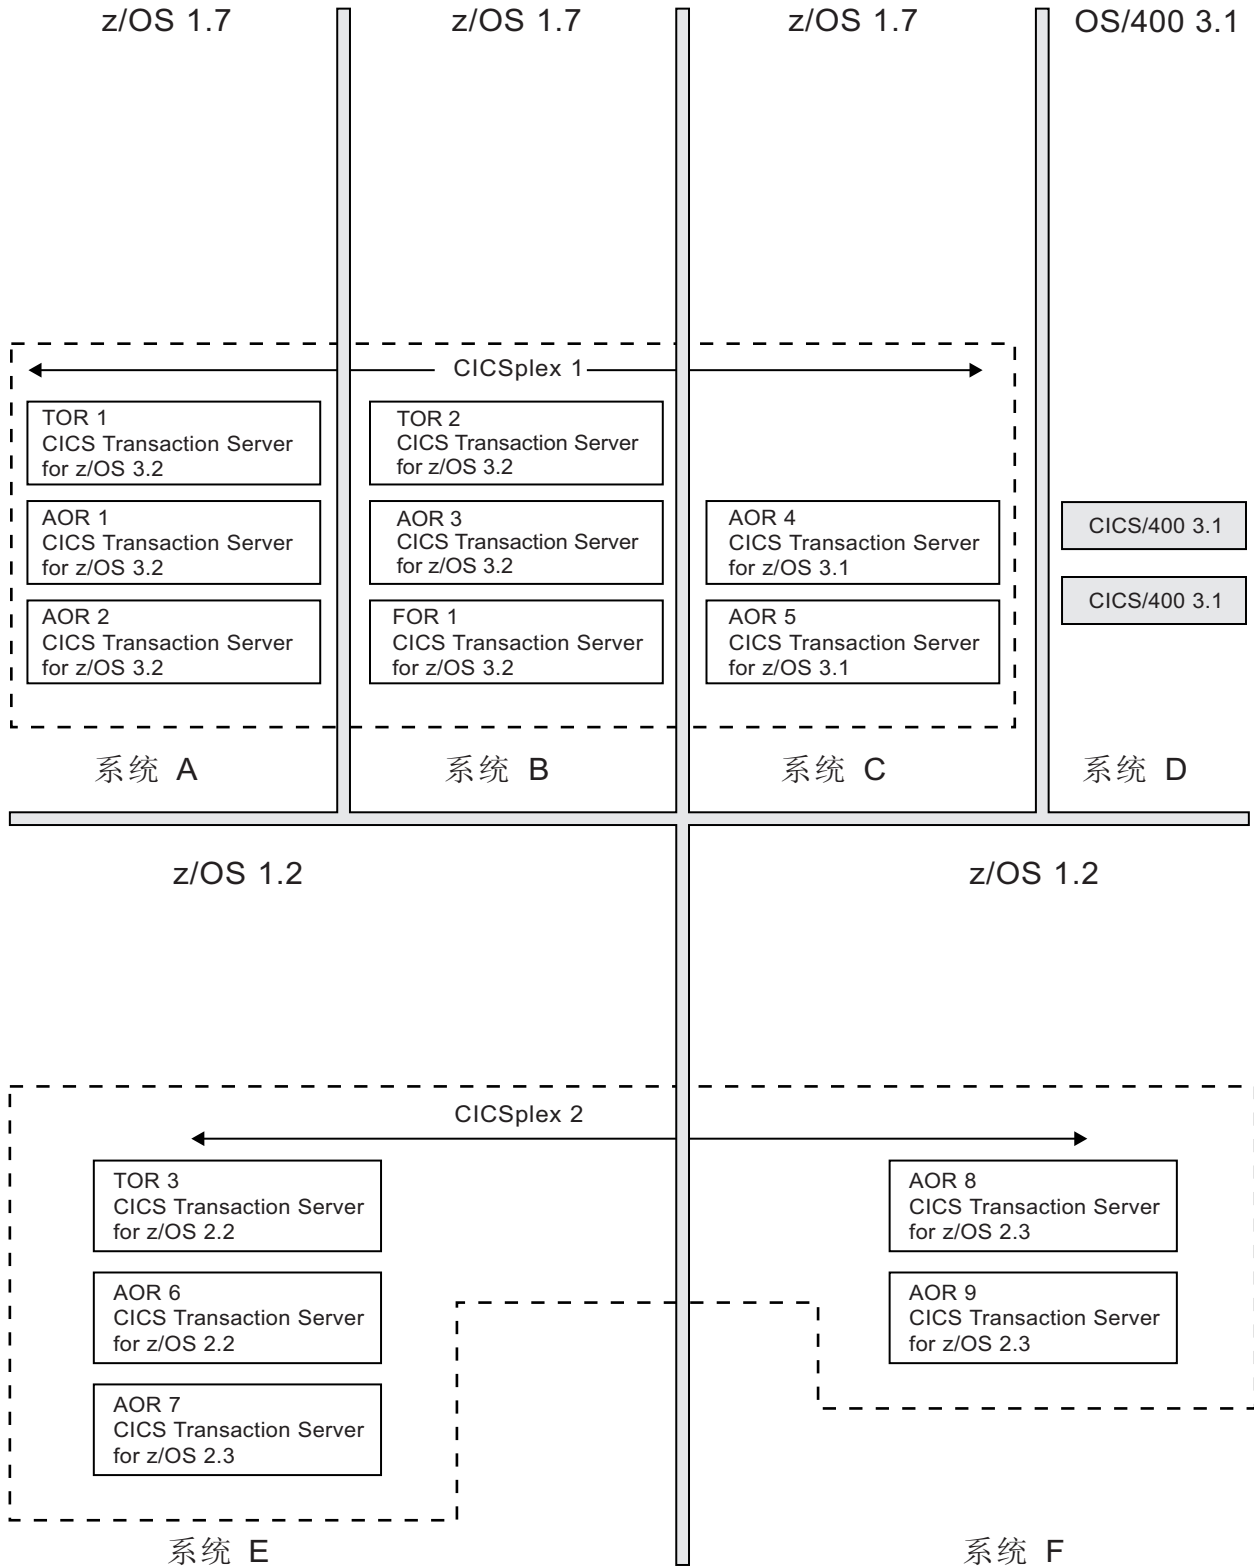 z/OS 1.7
z/OS 1.7
z/OS 1.7
OS/400 3.1
CICSplex 1
TOR 1
CICS Transaction Server
for z/OS 3.2
TOR 2
CICS Transaction Server
for z/OS 3.2
AOR 1
CICS Transaction Server
for z/OS 3.2
AOR 3
CICS Transaction Server
for z/OS 3.2
AOR 4
CICS Transaction Server
for z/OS 3.1
CICS/400 3.1
AOR 2
CICS Transaction Server
for z/OS 3.2
FOR 1
CICS Transaction Server
for z/OS 3.2
AOR 5
CICS Transaction Server
for z/OS 3.1
CICS/400 3.1
系统 A
系统 B
系统 C
系统 D
z/OS 1.2
z/OS 1.2
CICSplex 2
TOR 3
CICS Transaction Server
for z/OS 2.2
AOR 8
CICS Transaction Server
for z/OS 2.3
AOR 6
CICS Transaction Server
for z/OS 2.2
AOR 9
CICS Transaction Server
for z/OS 2.3
AOR 7
CICS Transaction Server
for z/OS 2.3
系统 E
系统 F